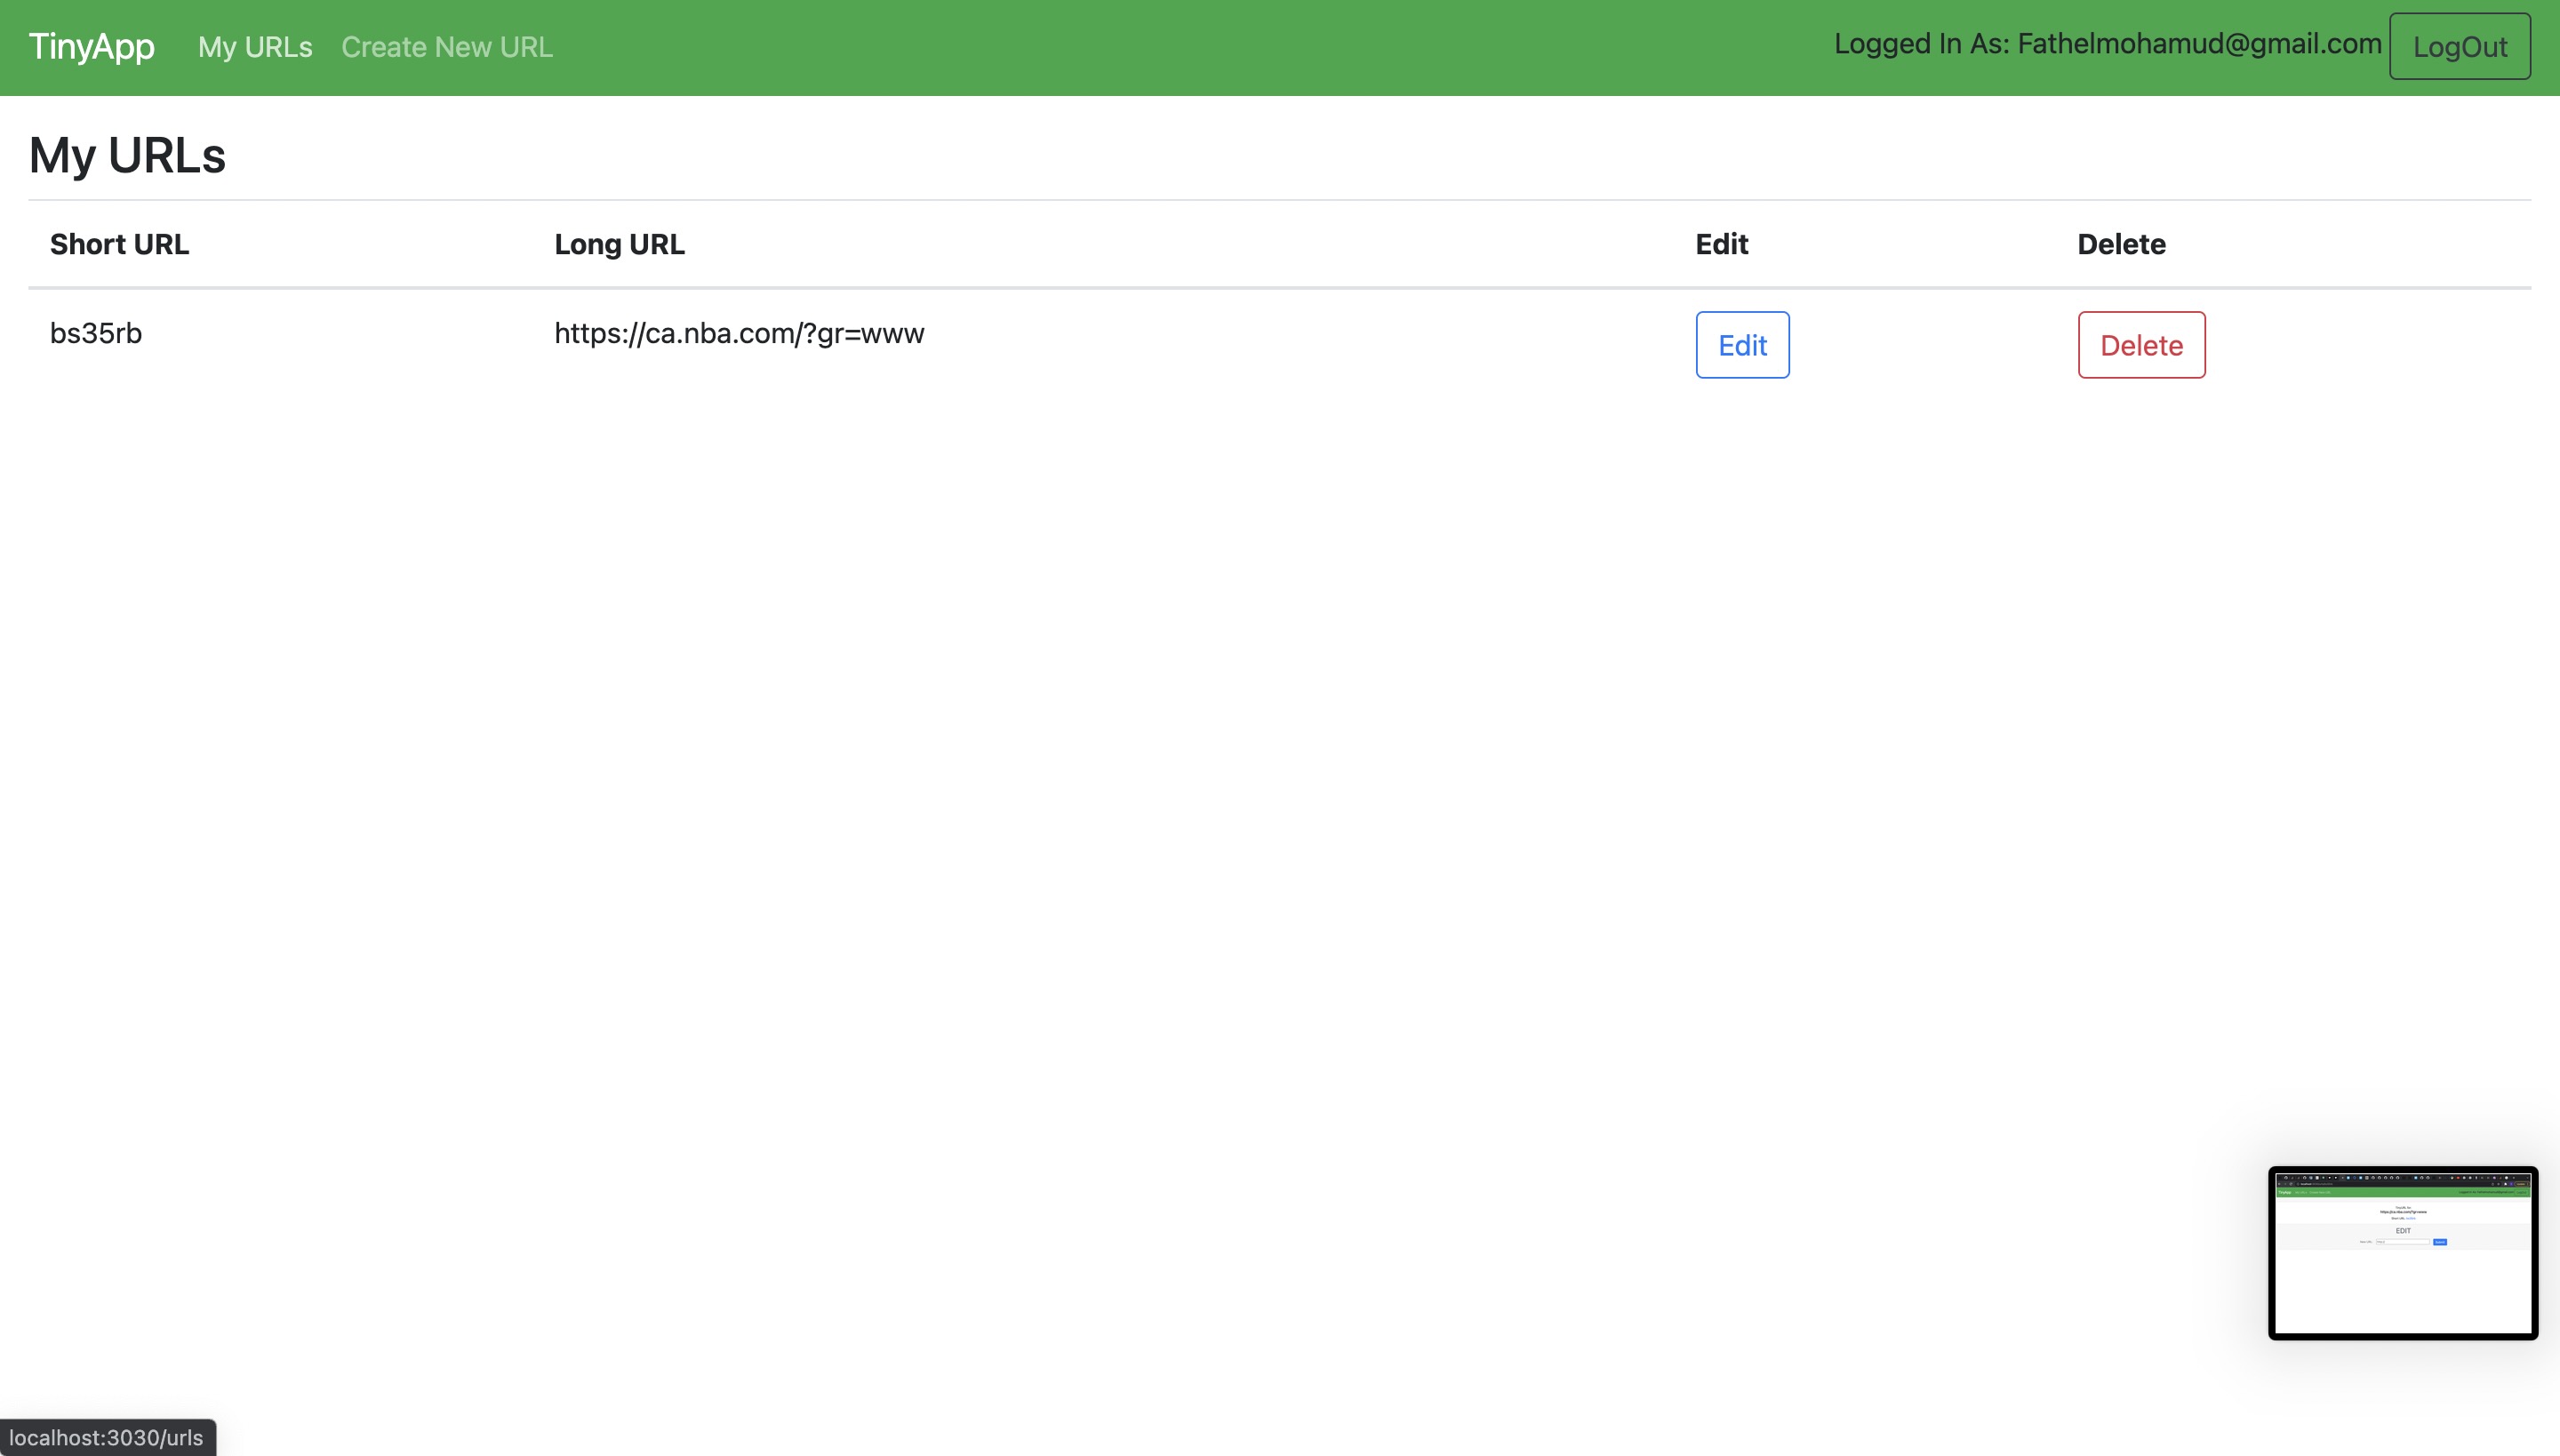 TinyApp My URLs Create New URL Logged In As: Fathelmohamud@gmail.com LogOut
My URLs
Short URL Long URL Edit Delete
bs35rb https://ca.nba.com/?gr=www Edit Delete
EDIT
localhost:3030/urls